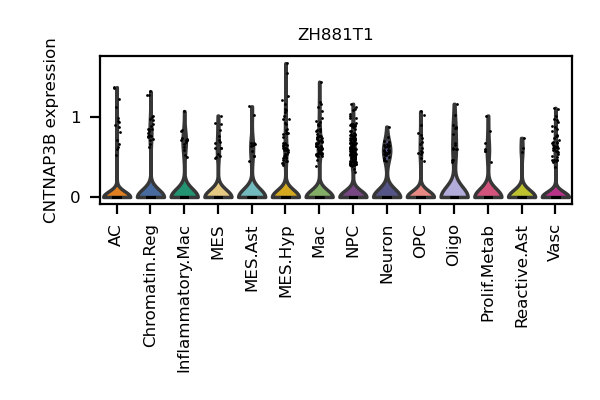 ZH881T1
CNTNAP3B expression
1
0
AC
Chromatin.Reg
Inflammatory.Mac
MES
MES.Ast
MES.Hyp
Mac
NPC
Neuron
OPC
Oligo
Prolif.Metab
Reactive.Ast
Vasc